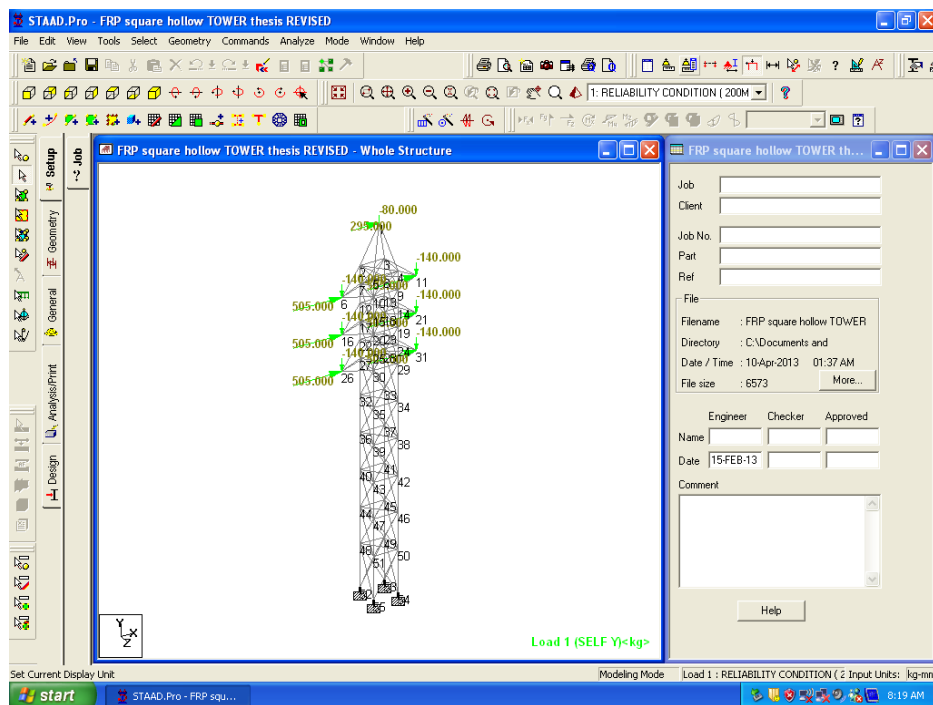 STAAD.Pro - FRP square hollow TOWER thesis REVISED
File Edit View Tools Select Geometry Commands Analyze Mode Window Help
1: RELIABILITY CONDITION ( 200M
FRP square hollow TOWER thesis REVISED - Whole Structure
FRP square hollow TOWER th...
Setup
Geometry
General
Analysis/Print
Design
Job
-80.000
295.000
-140.000
11
-140.000
505.000 6
-140.000
21
505.000 16
-140.000
31
505.000 26
29
30
32 33 34
35
36 37 38
39
40 41 42
43
44 45 46
47
48 49 50
51
Y
X
Z
Load 1 (SELF Y)<kg>
Job
Client
Job No.
Part
Ref
File
Filename : FRP square hollow TOWER
Directory : C:\Documents and
Date / Time : 10-Apr-2013 01:37 AM
File size : 6573 More...
Engineer Checker Approved
Name
Date 15-FEB-13
Comment
Help
Set Current Display Unit
Modeling Mode Load 1 : RELIABILITY CONDITION ( 2 Input Units: kg-mm
start STAAD.Pro - FRP squ... 8:19 AM